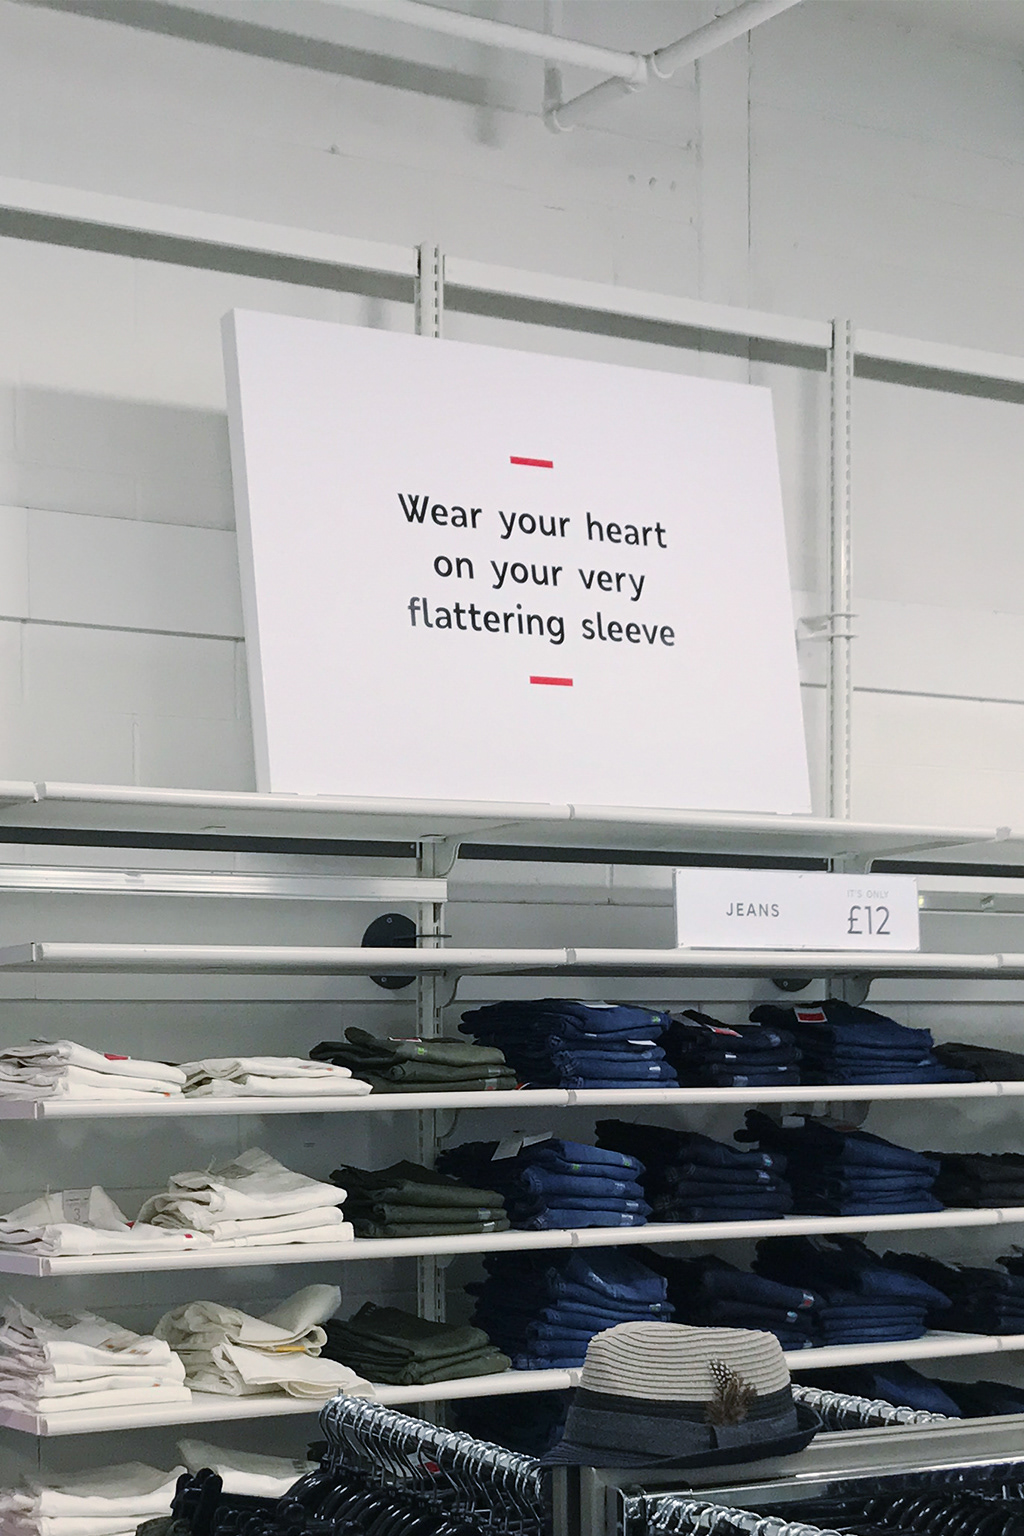 Wear your heart
on your very
flattering sleeve
JEANS
IT'S ONLY
£12